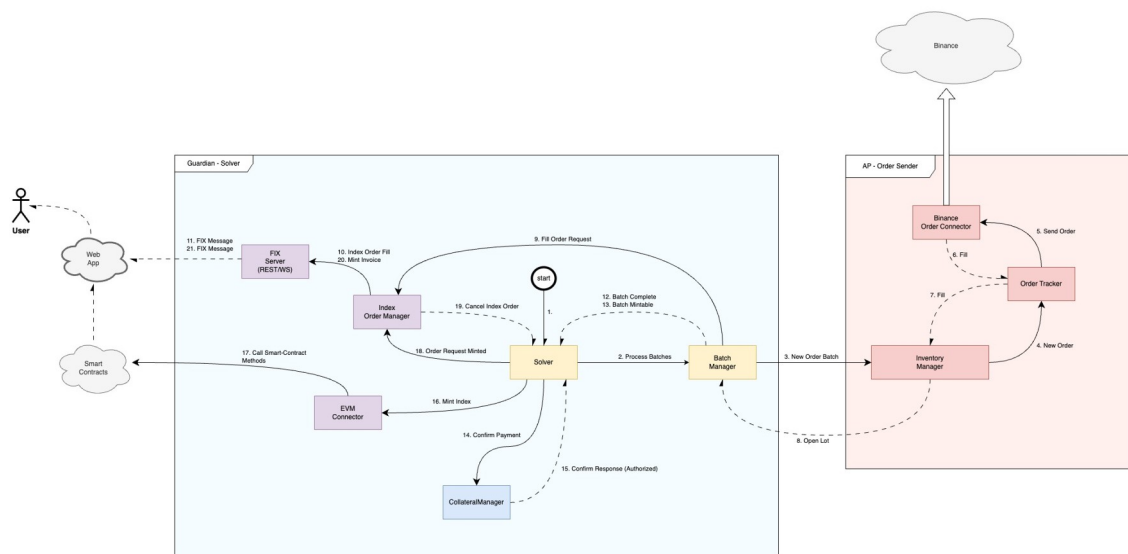 Binance
Guardian - Solver
AP - Order Sender
User
Web
App
11. FIX Message
21. FIX Message
FIX
Server
(REST/WS)
10. Index Order Fill
20. Mint Invoice
9. Fill Order Request
Binance
Order Connector
5. Send Order
6. Fill
start
Order Tracker
Index
Order Manager
19. Cancel Index Order
1.
12. Batch Complete
13. Batch Mintable
7. Fill
4. New Order
Smart
Contracts
17. Call Smart-Contract
Methods
18. Order Request Minted
Solver
2. Process Batches
Batch
Manager
3. New Order Batch
Inventory
Manager
EVM
Connector
16. Mint Index
14. Confirm Payment
8. Open Lot
15. Confirm Response (Authorized)
CollateralManager